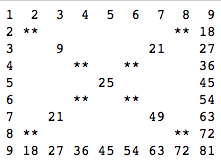 1  2  3  4  5  6  7  8  9
2 **                  ** 18
3        9           21    27
4          **    **       36
5             25          45
6          **    **       54
7       21           49    63
8 **                  ** 72
9 18 27 36 45 54 63 72 81